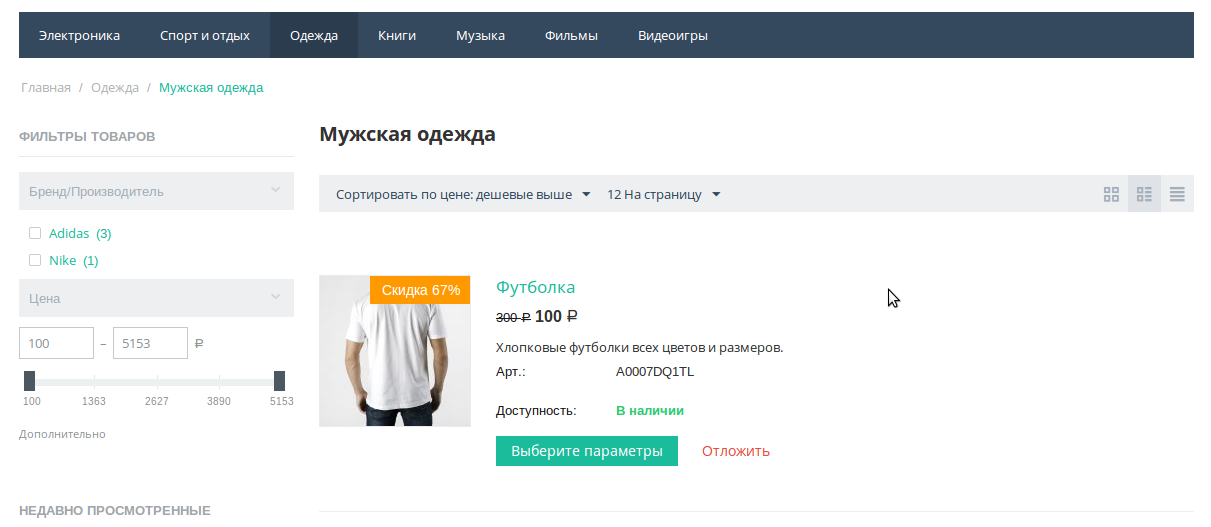 Электроника Спорт и отдых Одежда Книги Музыка Фильмы Видеоигры
Главная / Одежда / Мужская одежда
ФИЛЬТРЫ ТОВАРОВ
Бренд/Производитель
Adidas (3)
Nike (1)
Цена
100 – 5153 ₽
100 1363 2627 3890 5153
Дополнительно
НЕДАВНО ПРОСМОТРЕННЫЕ
Мужская одежда
Сортировать по цене: дешевые выше 12 На страницу
Скидка 67%
Футболка
300 ₽ 100 ₽
Хлопковые футболки всех цветов и размеров.
Арт.: A0007DQ1TL
Доступность: В наличии
Выберите параметры Отложить